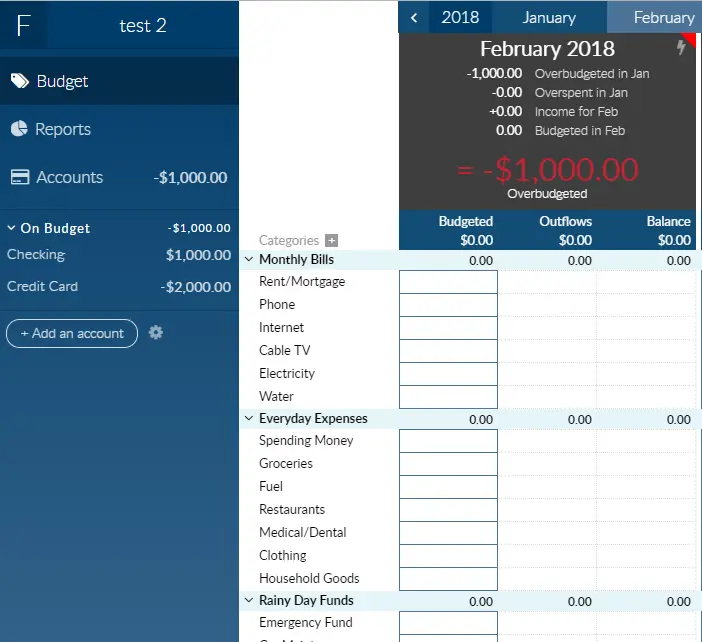 F test 2
Budget
Reports
Accounts -$1,000.00
On Budget -$1,000.00
Checking $1,000.00
Credit Card -$2,000.00
+ Add an account
2018 January February
February 2018
-1,000.00 Overbudgeted in Jan
-0.00 Overspent in Jan
+0.00 Income for Feb
0.00 Budgeted in Feb
= -$1,000.00
Overbudgeted
Budgeted Outflows Balance
Categories + $0.00 $0.00 $0.00
Monthly Bills 0.00 0.00 0.00
Rent/Mortgage
Phone
Internet
Cable TV
Electricity
Water
Everyday Expenses 0.00 0.00 0.00
Spending Money
Groceries
Fuel
Restaurants
Medical/Dental
Clothing
Household Goods
Rainy Day Funds 0.00 0.00 0.00
Emergency Fund